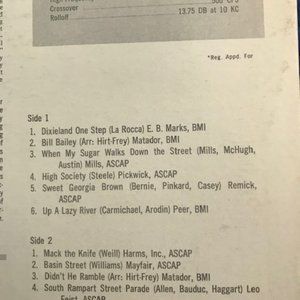 Crossover 500 CPS
Rolloff 13.75 DB at 10 KC
*Reg. Appd. For
Side 1
1. Dixieland One Step (La Rocca) E. B. Marks, BMI
2. Bill Bailey (Arr: Hirt-Frey) Matador, BMI
3. When My Sugar Walks Down the Street (Mills, McHugh,
Austin) Mills, ASCAP
4. High Society (Steele) Pickwick, ASCAP
5. Sweet Georgia Brown (Bernie, Pinkard, Casey) Remick,
ASCAP
6. Up A Lazy River (Carmichael, Arodin) Peer, BMI
Side 2
1. Mack the Knife (Weill) Harms, Inc., ASCAP
2. Basin Street (Williams) Mayfair, ASCAP
3. Didn't He Ramble (Arr: Hirt-Frey) Matador, BMI
4. South Rampart Street Parade (Allen, Bauduc, Haggart) Leo
Feist, ASCAP